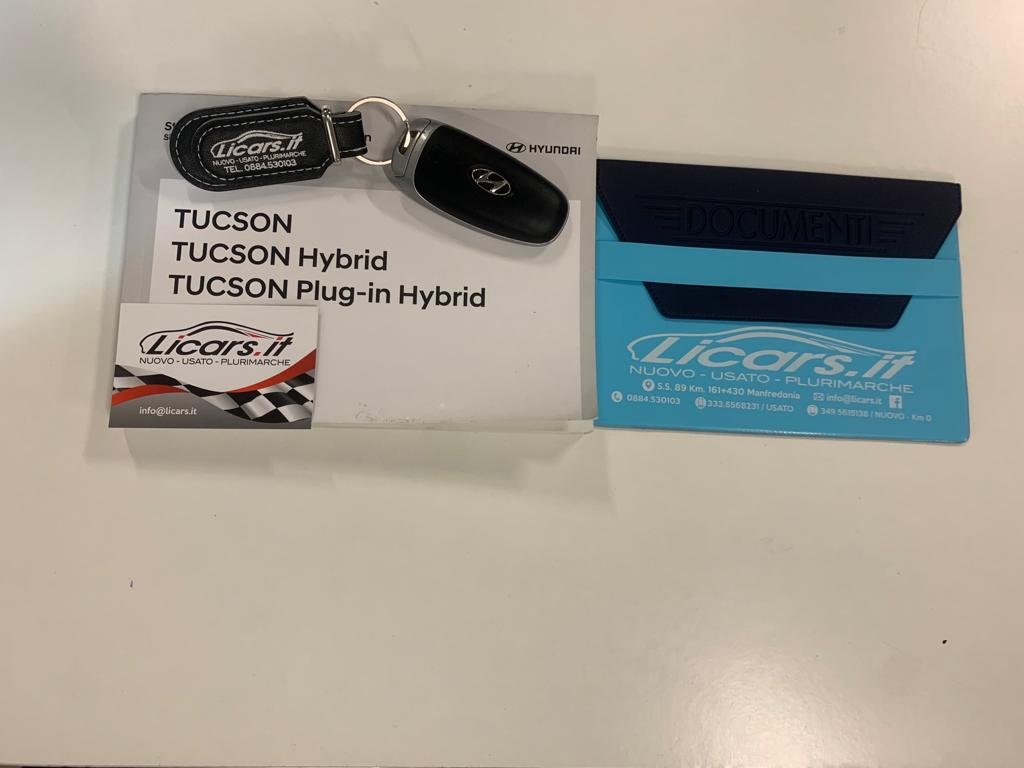 Licars.it
NUOVO - USATO - PLURIMARCHE
TEL. 0884.530103
HYUNDAI
TUCSON
TUCSON Hybrid
TUCSON Plug-in Hybrid
Licars.it
NUOVO - USATO - PLURIMARCHE
info@licars.it
DOCUMENTI
Licars.it
NUOVO - USATO - PLURIMARCHE
S.S. 89 Km. 161+430 Manfredonia info@licars.it
0884.530103 333.6568231 / USATO 349.5615138 / NUOVO - Km 0